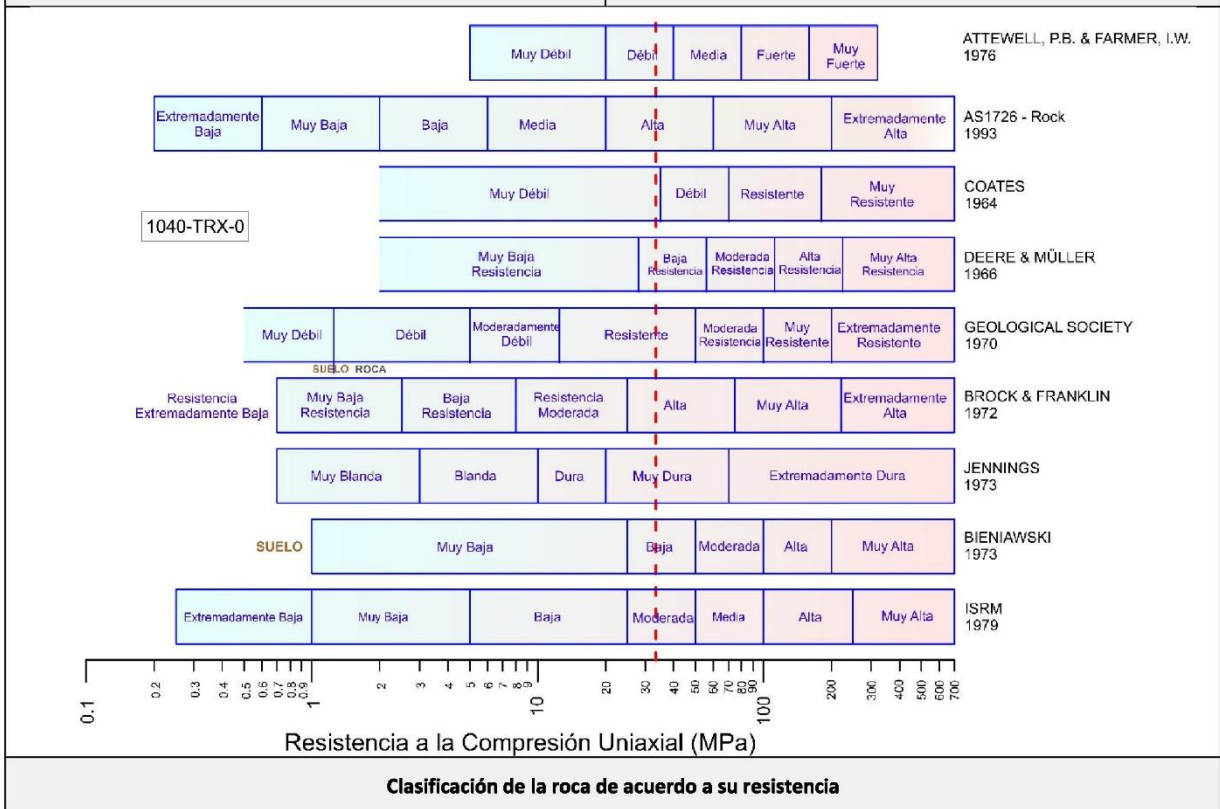 Muy Débil
Débil
Media
Fuerte
Muy
Fuerte
ATTEWELL, P.B. & FARMER, I.W.
1976
Extremadamente
Baja
Muy Baja
Baja
Media
Alta
Muy Alta
Extremadamente
Alta
AS1726 - Rock
1993
Muy Débil
Débil
Resistente
Muy
Resistente
COATES
1964
1040-TRX-0
Muy Baja
Resistencia
Baja
Resistencia
Moderada
Resistencia
Alta
Resistencia
Muy Alta
Resistencia
DEERE & MÜLLER
1966
Muy Débil
Débil
Moderadamente
Débil
Resistente
Moderada
Resistencia
Muy
Resistente
Extremadamente
Resistente
GEOLOGICAL SOCIETY
1970
SUELO ROCA
Resistencia
Extremadamente Baja
Muy Baja
Resistencia
Baja
Resistencia
Resistencia
Moderada
Alta
Muy Alta
Extremadamente
Alta
BROCK & FRANKLIN
1972
Muy Blanda
Blanda
Dura
Muy Dura
Extremadamente Dura
JENNINGS
1973
SUELO
Muy Baja
Baja
Moderada
Alta
Muy Alta
BIENIAWSKI
1973
Extremadamente Baja
Muy Baja
Baja
Moderada
Media
Alta
Muy Alta
ISRM
1979
0.1 0.2 0.3 0.4 0.5 0.6 0.7 0.8 0.9 1 2 3 4 5 6 7 8 9 10 20 30 40 50 60 70 80 90 100 200 300 400 500 600 700
Resistencia a la Compresión Uniaxial (MPa)
Clasificación de la roca de acuerdo a su resistencia